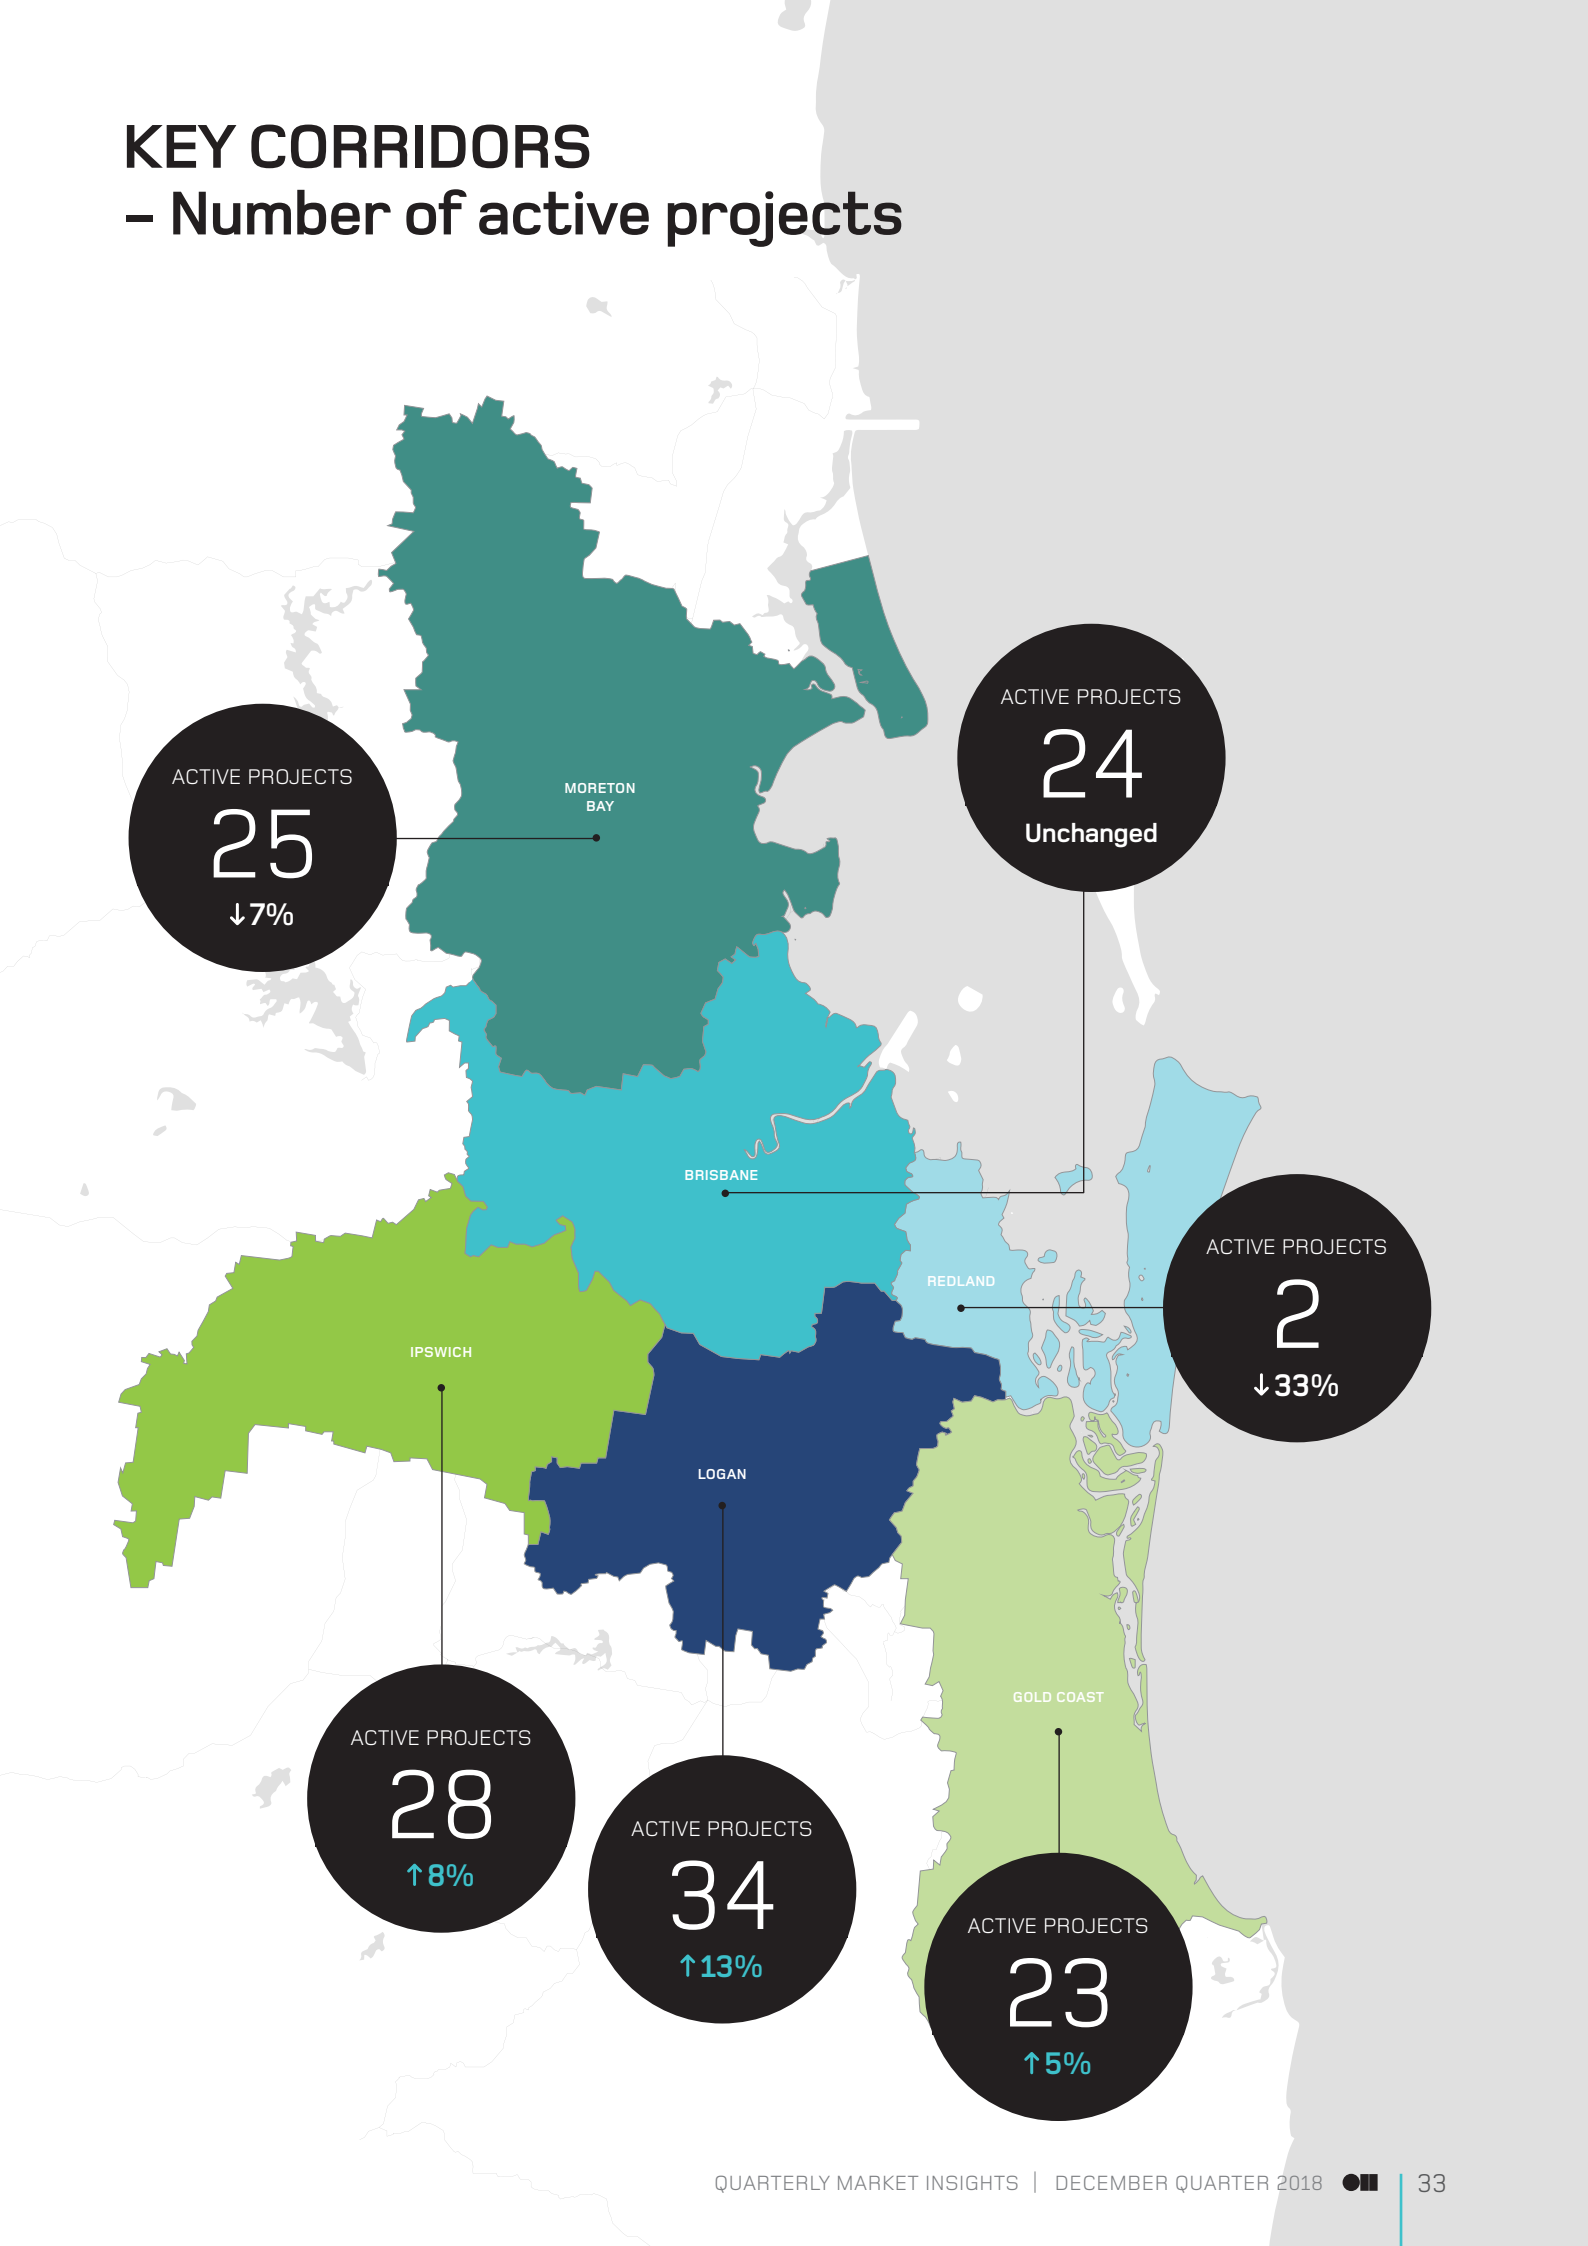 KEY CORRIDORS
– Number of active projects
ACTIVE PROJECTS
24
Unchanged
ACTIVE PROJECTS
25
↓7%
MORETON
BAY
BRISBANE
ACTIVE PROJECTS
2
↓33%
REDLAND
IPSWICH
LOGAN
GOLD COAST
ACTIVE PROJECTS
28
↑8%
ACTIVE PROJECTS
34
↑13%
ACTIVE PROJECTS
23
↑5%
QUARTERLY MARKET INSIGHTS | DECEMBER QUARTER 2018 33